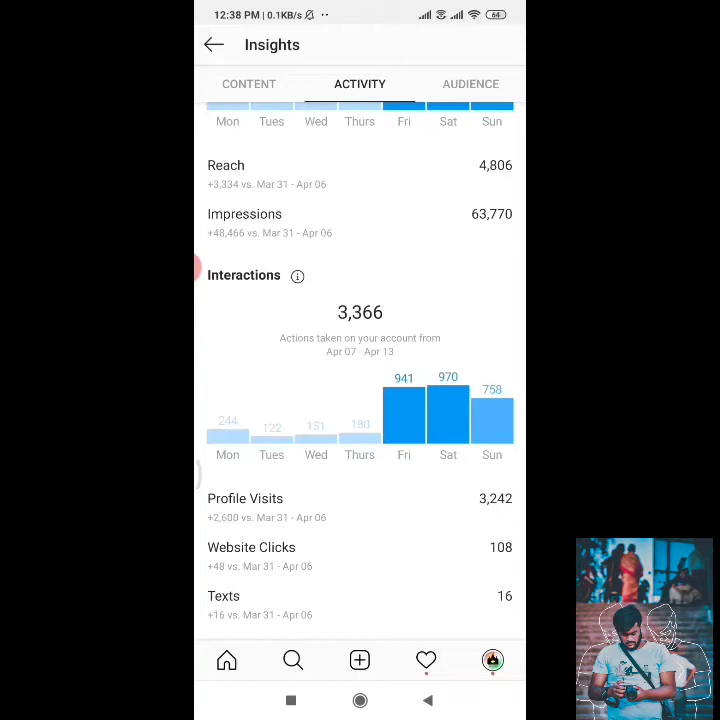 12:38 PM | 0.1KB/s
64
Insights
CONTENT ACTIVITY AUDIENCE
Mon Tues Wed Thurs Fri Sat Sun
Reach 4,806
+3,334 vs. Mar 31 - Apr 06
Impressions 63,770
+48,466 vs. Mar 31 - Apr 06
Interactions
3,366
Actions taken on your account from
Apr 07 - Apr 13
244 122 151 180 941 970 758
Mon Tues Wed Thurs Fri Sat Sun
Profile Visits 3,242
+2,600 vs. Mar 31 - Apr 06
Website Clicks 108
+48 vs. Mar 31 - Apr 06
Texts 16
+16 vs. Mar 31 - Apr 06